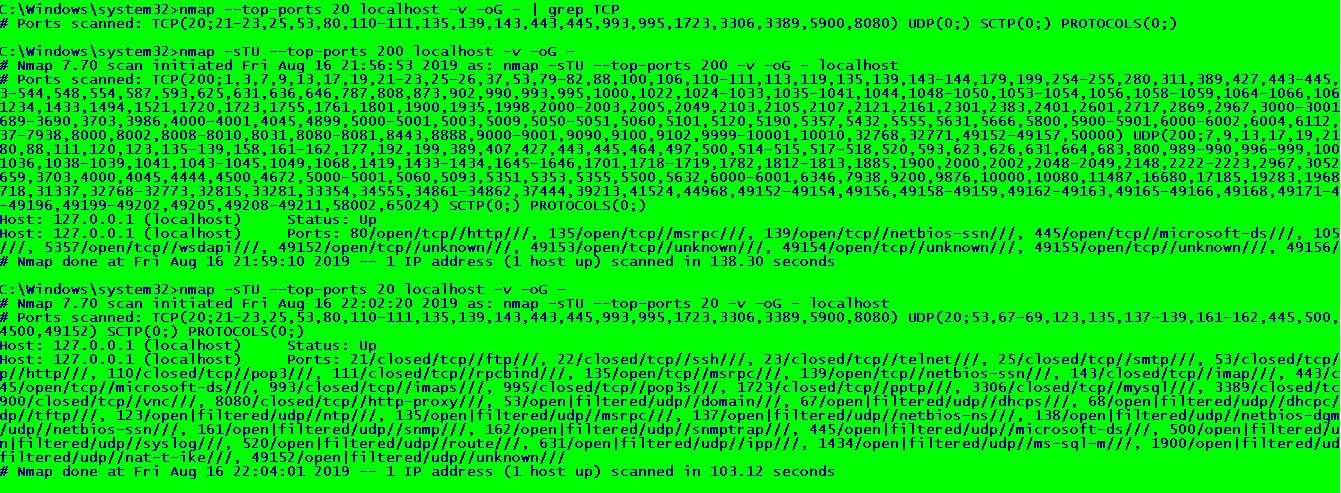 C:\Windows\system32>nmap --top-ports 20 localhost -v -oG - | grep TCP
# Ports scanned: TCP(20;21-23,25,53,80,110-111,135,139,143,443,445,993,995,1723,3306,3389,5900,8080) UDP(0;) SCTP(0;) PROTOCOLS(0;)
C:\Windows\system32>nmap -sTU --top-ports 200 localhost -v -oG -
# Nmap 7.70 scan initiated Fri Aug 16 21:56:53 2019 as: nmap -sTU --top-ports 200 -v -oG - localhost
# Ports scanned: TCP(200;1,3,7,9,13,17,19,21-23,25-26,37,53,79-82,88,100,106,110-111,113,119,135,139,143-144,179,199,254-255,280,311,389,427,443-445,
3-544,548,554,587,593,625,631,636,646,787,808,873,902,990,993,995,1000,1022,1024-1033,1035-1041,1044,1048-1050,1053-1054,1056,1058-1059,1064-1066,106
1234,1433,1494,1521,1720,1723,1755,1761,1801,1900,1935,1998,2000-2003,2005,2049,2103,2105,2107,2121,2161,2301,2383,2401,2601,2717,2869,2967,3000-3001
689-3690,3703,3986,4000-4001,4045,4899,5000-5001,5003,5009,5050-5051,5060,5101,5120,5190,5357,5432,5555,5631,5666,5800,5900-5901,6000-6002,6004,6112,
37-7938,8000,8002,8008-8010,8031,8080-8081,8443,8888,9000-9001,9090,9100,9102,9999-10001,10010,32768,32771,49152-49157,50000) UDP(200;7,9,13,17,19,21
80,88,111,120,123,135-139,158,161-162,177,192,199,389,407,427,443,445,464,497,500,514-515,517-518,520,593,623,626,631,664,683,800,989-990,996-999,100
1036,1038-1039,1041,1043-1045,1049,1068,1419,1433-1434,1645-1646,1701,1718-1719,1782,1812-1813,1885,1900,2000,2002,2048-2049,2148,2222-2223,2967,3052
659,3703,4000,4045,4444,4500,4672,5000-5001,5060,5093,5351,5353,5355,5500,5632,6000-6001,6346,7938,9200,9876,10000,10080,11487,16680,17185,19283,1968
718,31337,32768-32773,32815,33281,33354,34555,34861-34862,37444,39213,41524,44968,49152-49154,49156,49158-49159,49162-49163,49165-49166,49168,49171-4
-49196,49199-49202,49205,49208-49211,58002,65024) SCTP(0;) PROTOCOLS(0;)
Host: 127.0.0.1 (localhost) Status: Up
Host: 127.0.0.1 (localhost) Ports: 80/open/tcp//http///, 135/open/tcp//msrpc///, 139/open/tcp//netbios-ssn///, 445/open/tcp//microsoft-ds///, 105
///, 5357/open/tcp//wsdapi///, 49152/open/tcp//unknown///, 49153/open/tcp//unknown///, 49154/open/tcp//unknown///, 49155/open/tcp//unknown///, 49156/
# Nmap done at Fri Aug 16 21:59:10 2019 -- 1 IP address (1 host up) scanned in 138.30 seconds
C:\Windows\system32>nmap -sTU --top-ports 20 localhost -v -oG -
# Nmap 7.70 scan initiated Fri Aug 16 22:02:20 2019 as: nmap -sTU --top-ports 20 -v -oG - localhost
# Ports scanned: TCP(20;21-23,25,53,80,110-111,135,139,143,443,445,993,995,1723,3306,3389,5900,8080) UDP(20;53,67-69,123,135,137-139,161-162,445,500,
4500,49152) SCTP(0;) PROTOCOLS(0;)
Host: 127.0.0.1 (localhost) Status: Up
Host: 127.0.0.1 (localhost) Ports: 21/closed/tcp//ftp///, 22/closed/tcp//ssh///, 23/closed/tcp//telnet///, 25/closed/tcp//smtp///, 53/closed/tcp
p//http///, 110/closed/tcp//pop3///, 111/closed/tcp//rpcbind///, 135/open/tcp//msrpc///, 139/open/tcp//netbios-ssn///, 143/closed/tcp//imap///, 443/c
45/open/tcp//microsoft-ds///, 993/closed/tcp//imaps///, 995/closed/tcp//pop3s///, 1723/closed/tcp//pptp///, 3306/closed/tcp//mysql///, 3389/closed/tc
900/closed/tcp//vnc///, 8080/closed/tcp//http-proxy///, 53/open|filtered/udp//domain///, 67/open|filtered/udp//dhcps///, 68/open|filtered/udp//dhcpc/
dp//tftp///, 123/open|filtered/udp//ntp///, 135/open|filtered/udp//msrpc///, 137/open|filtered/udp//netbios-ns///, 138/open|filtered/udp//netbios-dgm
/udp//netbios-ssn///, 161/open|filtered/udp//snmp///, 162/open|filtered/udp//snmptrap///, 445/open|filtered/udp//microsoft-ds///, 500/open|filtered/u
n|filtered/udp//syslog///, 520/open|filtered/udp//route///, 631/open|filtered/udp//ipp///, 1434/open|filtered/udp//ms-sql-m///, 1900/open|filtered/ud
filtered/udp//nat-t-ike///, 49152/open|filtered/udp//unknown///
# Nmap done at Fri Aug 16 22:04:01 2019 -- 1 IP address (1 host up) scanned in 103.12 seconds